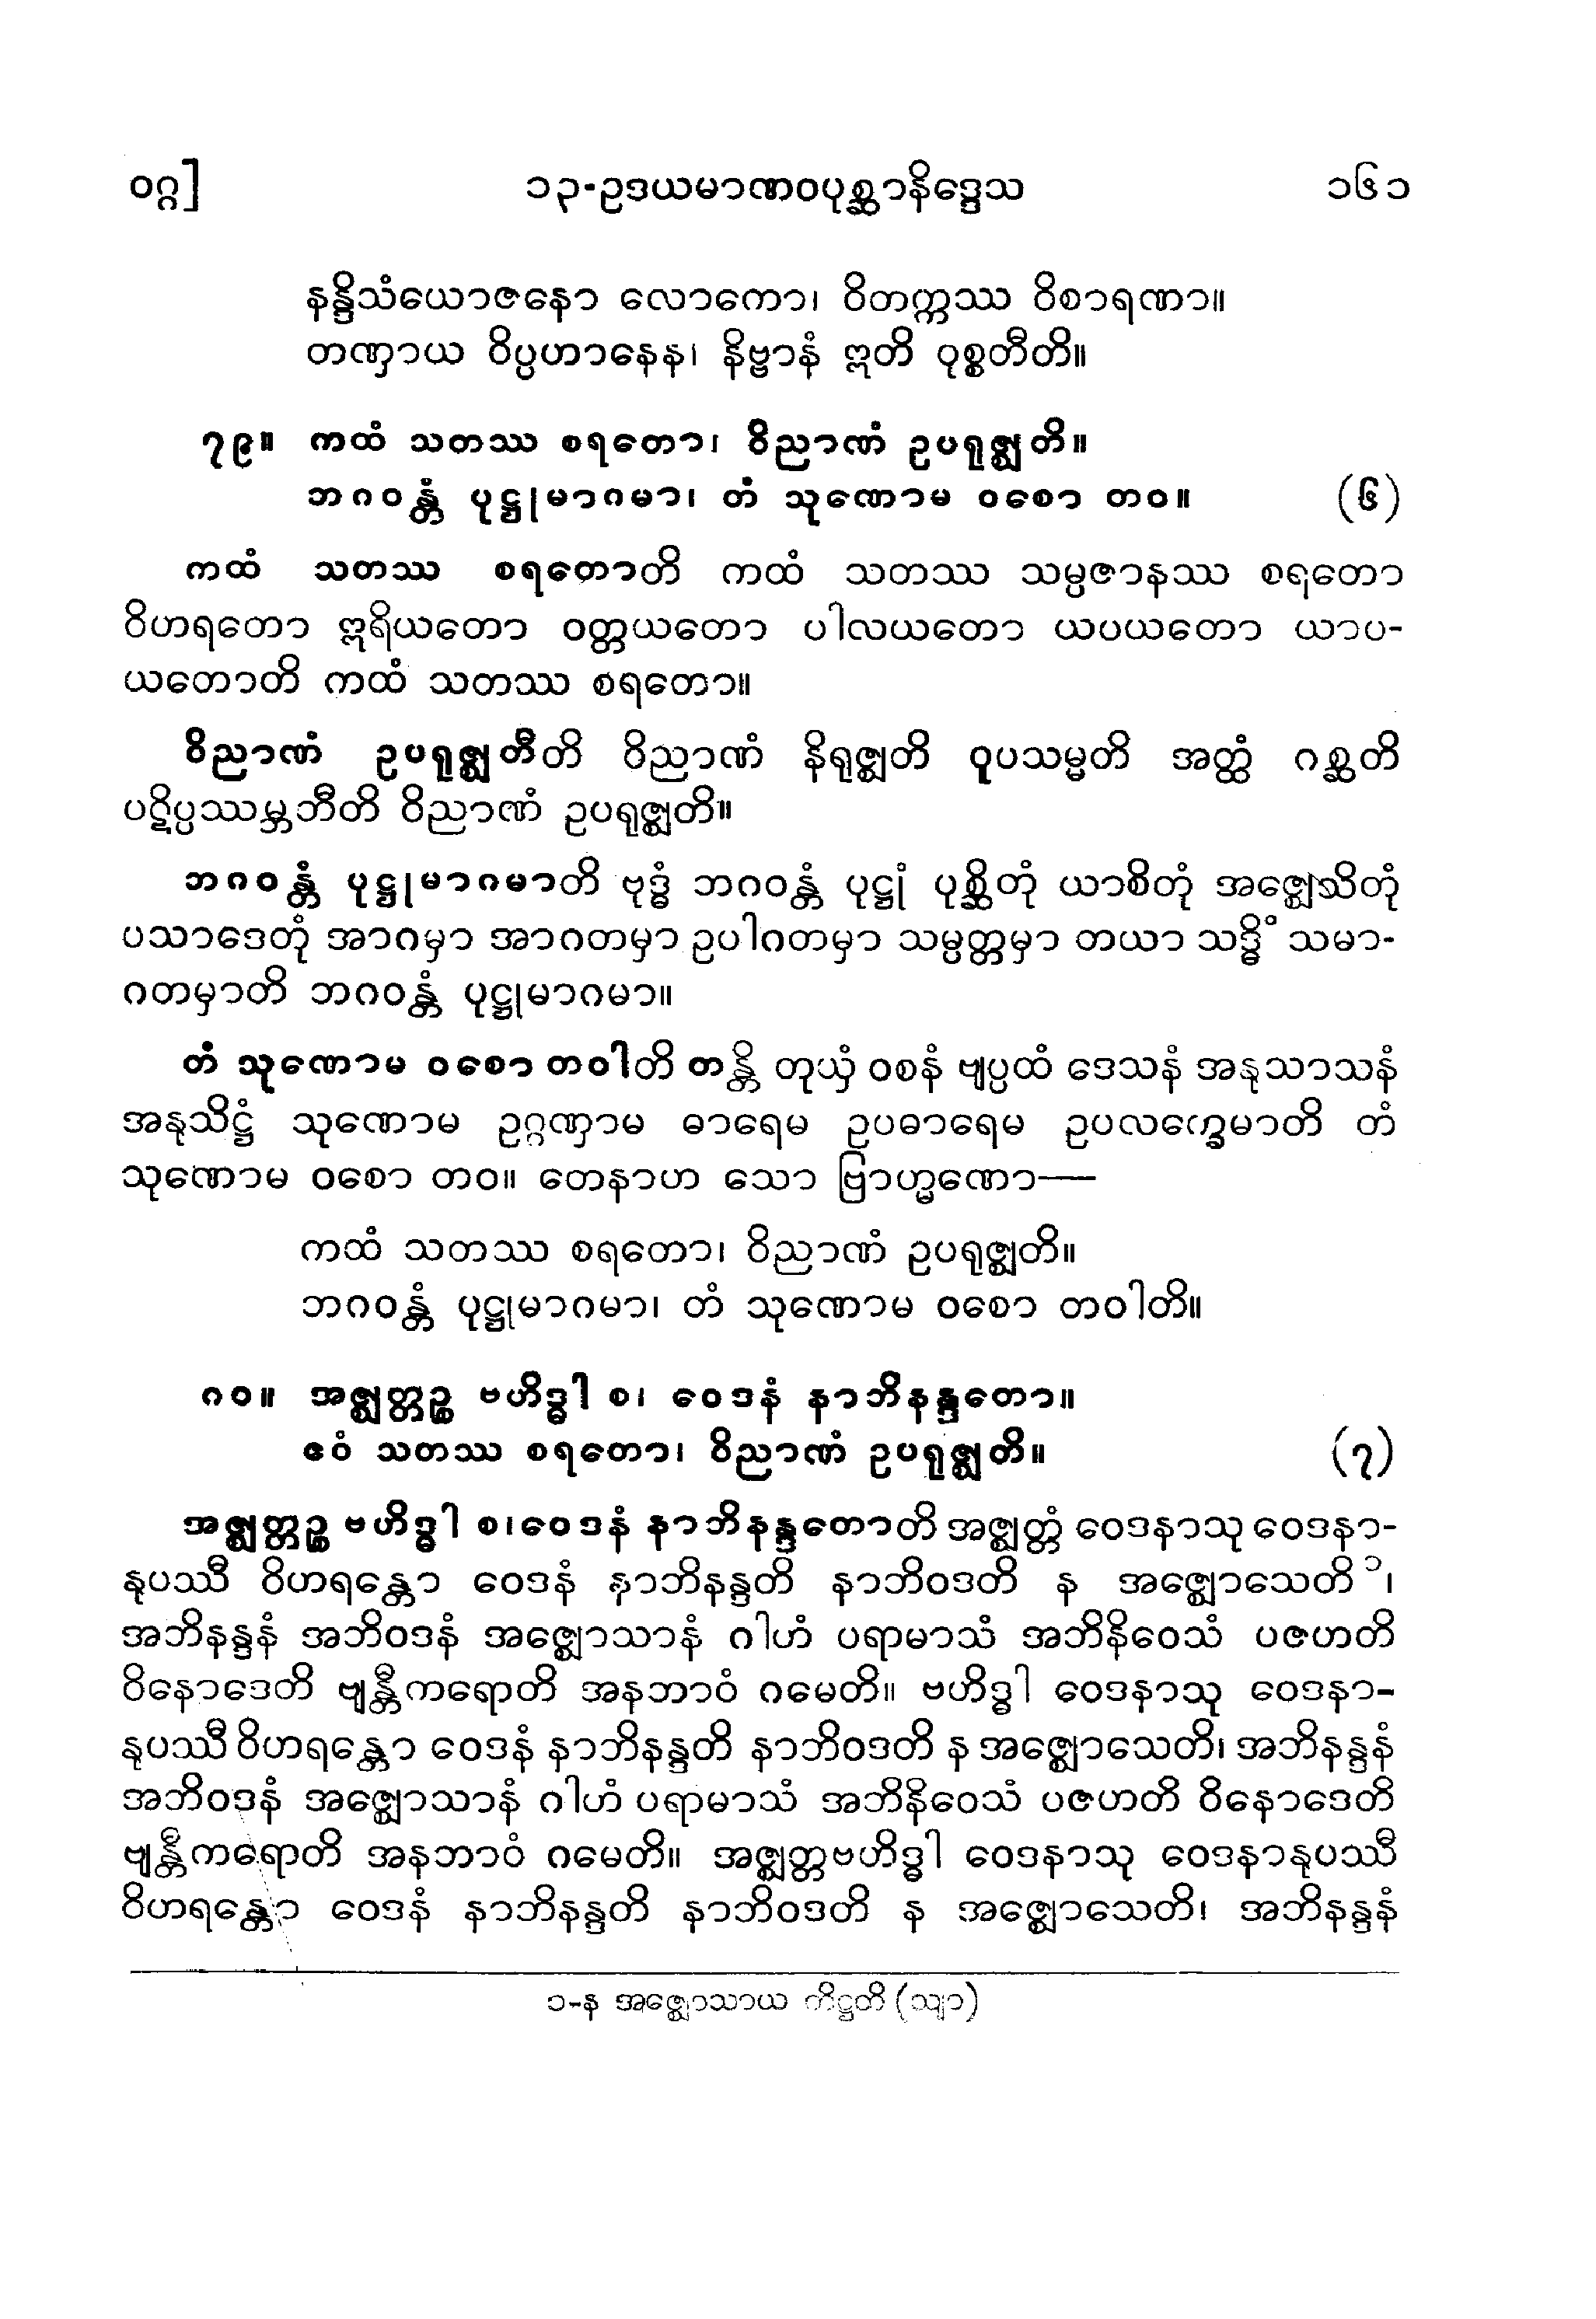 ဝဂ္ဂ]
၁၃-ဥဒယမာဏဝပုစ္ဆာနိဒ္ဒေသ
၁၆၁
နန္ဒိသံယောဇနော လောကော၊ ဝိတက္ကဿ ဝိစာရဏာ။
တဏှာယ ဝိပ္ပဟာနေန၊ နိဗ္ဗာနံ ဣတိ ဝုစ္စတီတိ။
၇၉။ ကထံ သတဿ စရတော၊ ဝိညာဏံ ဥပရုဇ္ဈတိ။
ဘဂဝန္တံ ပုဋ္ဌုမာဂမာ၊ တံ သုဏောမ ဝစော တဝ။ (၆)
ကထံ သတဿ စရတောတိ ကထံ သတဿ သမ္ပဇာနဿ စရတော
ဝိဟရတော ဣရိယတော ဝတ္တယတော ပါလယတော ယပယတော ယာပ-
ယတောတိ ကထံ သတဿ စရတော။
ဝိညာဏံ ဥပရုဇ္ဈတီတိ ဝိညာဏံ နိရုဇ္ဈတိ ဝူပသမ္မတိ အတ္ထံ ဂစ္ဆတိ
ပဋိပ္ပဿမ္ဘတီတိ ဝိညာဏံ ဥပရုဇ္ဈတိ။
ဘဂဝန္တံ ပုဋ္ဌုမာဂမာတိ ဗုဒ္ဓံ ဘဂဝန္တံ ပုဋ္ဌုံ ပုစ္ဆိတုံ ယာစိတုံ အဇ္ဈေသိတုံ
ပသာဒေတုံ အာဂမှာ အာဂတမှာ ဥပါဂတမှာ သမ္ပတ္တမှာ တယာ သဒ္ဓိံ သမာ-
ဂတမှာတိ ဘဂဝန္တံ ပုဋ္ဌုမာဂမာ။
တံ သုဏောမ ဝစော တဝါတိ တန္တိ တုယှံ ဝစနံ ဗျပ္ပထံ ဒေသနံ အနုသာသနံ
အနုသိဋ္ဌံ သုဏောမ ဥဂ္ဂဏှာမ ဓာရေမ ဥပဓာရေမ ဥပလက္ခေမာတိ တံ
သုဏောမ ဝစော တဝ။ တေနာဟ သော ဗြာဟ္မဏော—
ကထံ သတဿ စရတော၊ ဝိညာဏံ ဥပရုဇ္ဈတိ။
ဘဂဝန္တံ ပုဋ္ဌုမာဂမာ၊ တံ သုဏောမ ဝစော တဝါတိ။
၈၀။ အဇ္ဈတ္တဉ္စ ဗဟိဒ္ဓါ စ၊ ဝေဒနံ နာဘိနန္ဒတော။
ဧဝံ သတဿ စရတော၊ ဝိညာဏံ ဥပရုဇ္ဈတိ။ (၇)
အဇ္ဈတ္တဉ္စ ဗဟိဒ္ဓါ စ၊ ဝေဒနံ နာဘိနန္ဒတောတိ အဇ္ဈတ္တံ ဝေဒနာသု ဝေဒနာ-
နုပဿီ ဝိဟရန္တော ဝေဒနံ နာဘိနန္ဒတိ နာဘိဝဒတိ န အဇ္ဈောသေတိ ၁၊
အဘိနန္ဒနံ အဘိဝဒနံ အဇ္ဈောသာနံ ဂါဟံ ပရာမာသံ အဘိနိဝေသံ ပဇဟတိ
ဝိနောဒေတိ ဗျန္တီကရောတိ အနဘာဝံ ဂမေတိ။ ဗဟိဒ္ဓါ ဝေဒနာသု ဝေဒနာ-
နုပဿီ ဝိဟရန္တော ဝေဒနံ နာဘိနန္ဒတိ နာဘိဝဒတိ န အဇ္ဈောသေတိ၊ အဘိနန္ဒနံ
အဘိဝဒနံ အဇ္ဈောသာနံ ဂါဟံ ပရာမာသံ အဘိနိဝေသံ ပဇဟတိ ဝိနောဒေတိ
ဗျန္တီကရောတိ အနဘာဝံ ဂမေတိ။ အဇ္ဈတ္တဗဟိဒ္ဓါ ဝေဒနာသု ဝေဒနာနုပဿီ
ဝိဟရန္တော ဝေဒနံ နာဘိနန္ဒတိ နာဘိဝဒတိ န အဇ္ဈောသေတိ၊ အဘိနန္ဒနံ
၁-န အဇ္ဈောသာယ တိဋ္ဌတိ (သျာ)